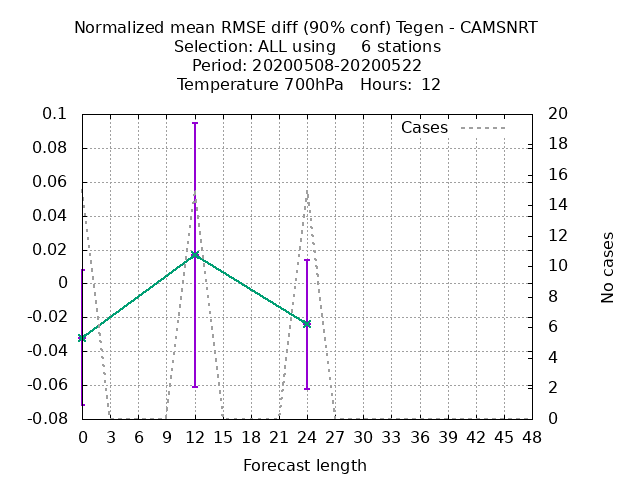 Normalized mean RMSE diff (90% conf) Tegen - CAMSNRT
Selection: ALL using     6 stations
Period: 20200508-20200522
Temperature 700hPa   Hours:  12
Cases
0.1
0.08
0.06
0.04
0.02
0
-0.02
-0.04
-0.06
-0.08
20
18
16
14
12
10
8
6
4
2
0
No cases
0 3 6 9 12 15 18 21 24 27 30 33 36 39 42 45 48
Forecast length